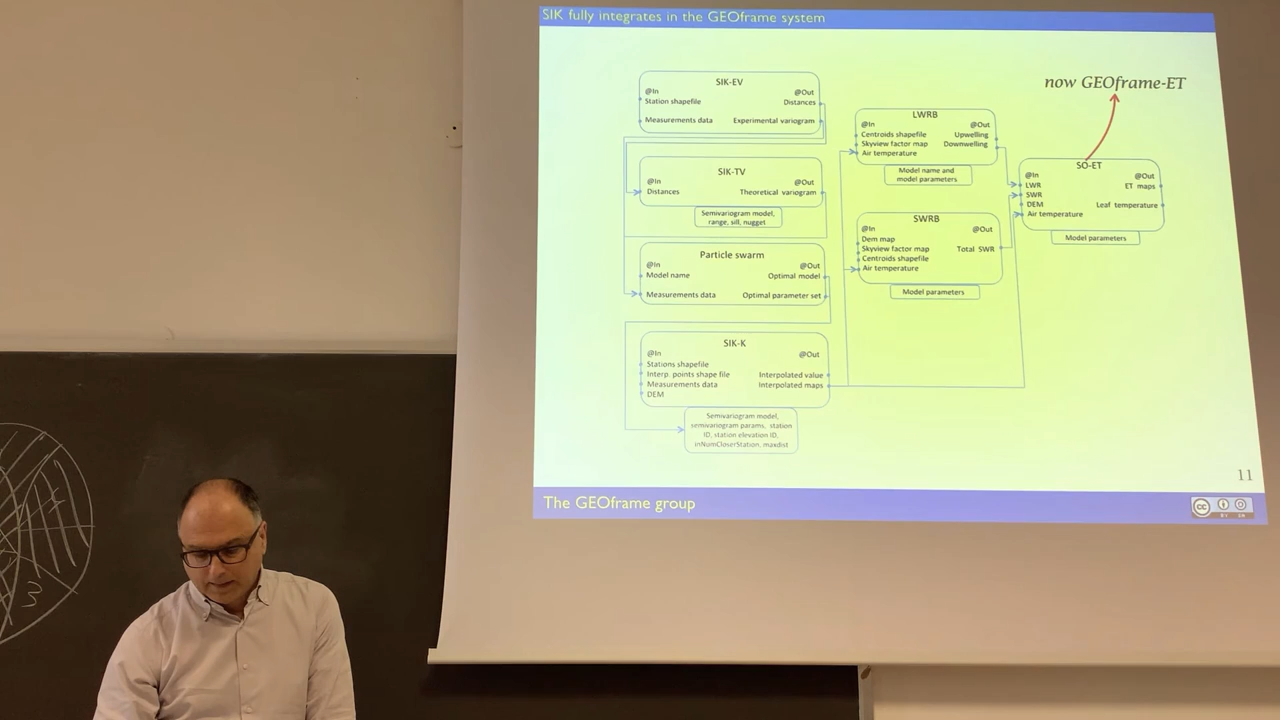 SIK fully integrates in the GEOframe system
SIK-EV
@In
@Out
Station shapefile
Distances
Measurements data
Experimental variogram
SIK-TV
@In
@Out
Distances
Theoretical variogram
Semivariogram model,
range, sill, nugget
Particle swarm
@In
@Out
Model name
Optimal model
Measurements data
Optimal parameter set
SIK-K
@In
@Out
Stations shapefile
Interp. points shape file
Interpolated value
Measurements data
Interpolated maps
DEM
Semivariogram model,
semivariogram params, station
ID, station elevation ID,
inNumCloserStation, maxdist
LWRB
@In
@Out
Centroids shapefile
Upwelling
Skyview factor map
Downwelling
Air temperature
Model name and
model parameters
SWRB
@In
@Out
Dem map
Skyview factor map
Total SWR
Centroids shapefile
Air temperature
Model parameters
now GEOframe-ET
SO-ET
@In
@Out
LWR
ET maps
SWR
DEM
Leaf temperature
Air temperature
Model parameters
11
The GEOframe group
cc
BY
3